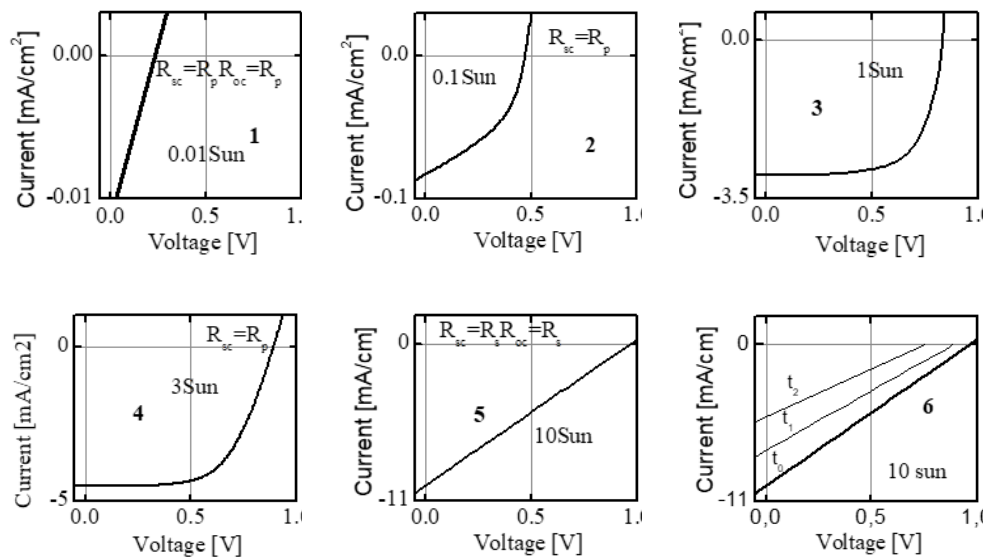 Current [mA/cm²]
0.00
-0.01
R_sc=R_p R_oc=R_p
0.01Sun
1
0.0 0.5 1.
Voltage [V]
Current [mA/cm²]
0.0
-0.1
R_sc=R_p
0.1Sun
2
0.0 0.5 1.0
Voltage [V]
Current [mA/cm²]
0.0
-3.5
1Sun
3
0.0 0.5 1.0
Voltage [V]
Current [mA/cm2]
0
-5
R_sc=R_p
3Sun
4
0.0 0.5 1.0
Voltage [V]
Current [mA/cm]
0
-11
R_sc=R_s R_oc=R_s
5
10Sun
0.0 0.5 1.0
Voltage [V]
Current [mA/cm]
0
-11
t_2
t_1
t_0
6
10 sun
0,0 0,5 1,0
Voltage [V]